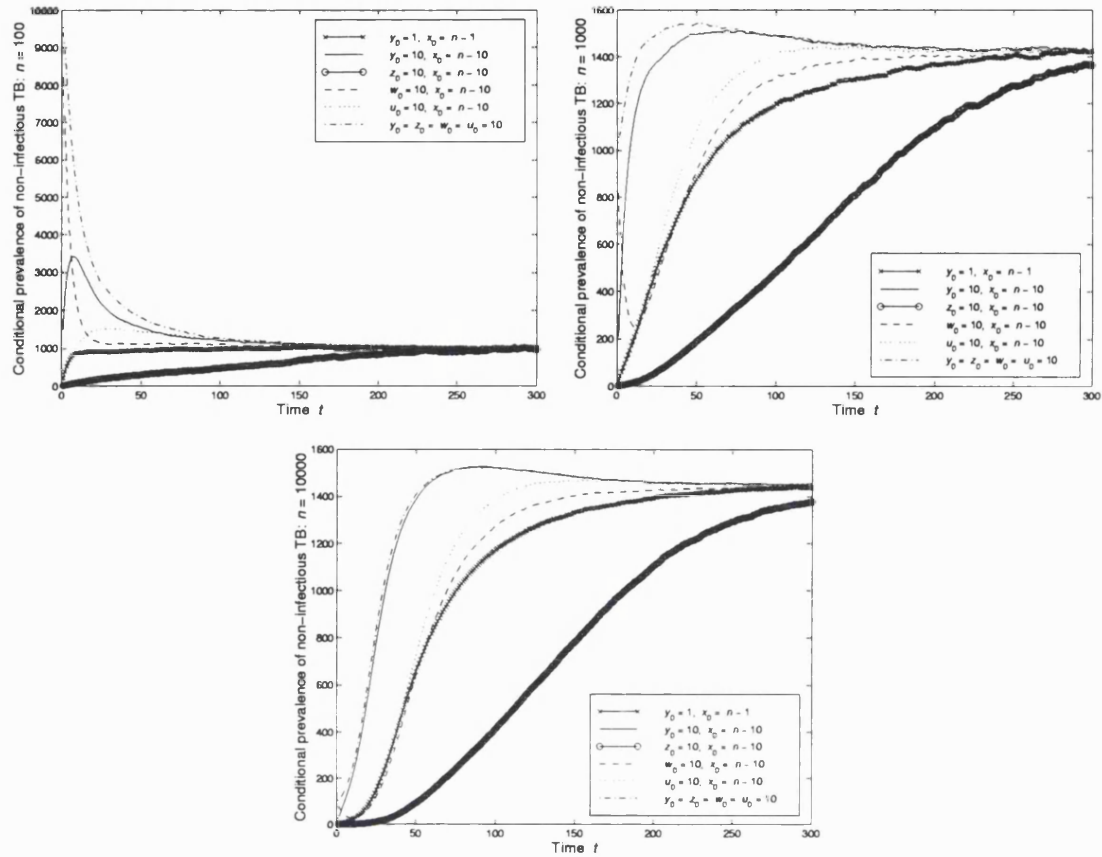 Conditional prevalence of non-infectious TB: n = 100
10000
9000
8000
7000
6000
5000
4000
3000
2000
1000
0
0 50 100 150 200 250 300
Time t
y₀ = 1, x₀ = n − 1
y₀ = 10, x₀ = n − 10
z₀ = 10, x₀ = n − 10
w₀ = 10, x₀ = n − 10
u₀ = 10, x₀ = n − 10
y₀ = z₀ = w₀ = u₀ = 10
Conditional prevalence of non-infectious TB: n = 1000
1600
1400
1200
1000
800
600
400
200
0
0 50 100 150 200 250 300
Time t
y₀ = 1, x₀ = n − 1
y₀ = 10, x₀ = n − 10
z₀ = 10, x₀ = n − 10
w₀ = 10, x₀ = n − 10
u₀ = 10, x₀ = n − 10
y₀ = z₀ = w₀ = u₀ = 10
Conditional prevalence of non-infectious TB: n = 10000
1600
1400
1200
1000
800
600
400
200
0
0 50 100 150 200 250 300
Time t
y₀ = 1, x₀ = n − 1
y₀ = 10, x₀ = n − 10
z₀ = 10, x₀ = n − 10
w₀ = 10, x₀ = n − 10
u₀ = 10, x₀ = n − 10
y₀ = z₀ = w₀ = u₀ = 10